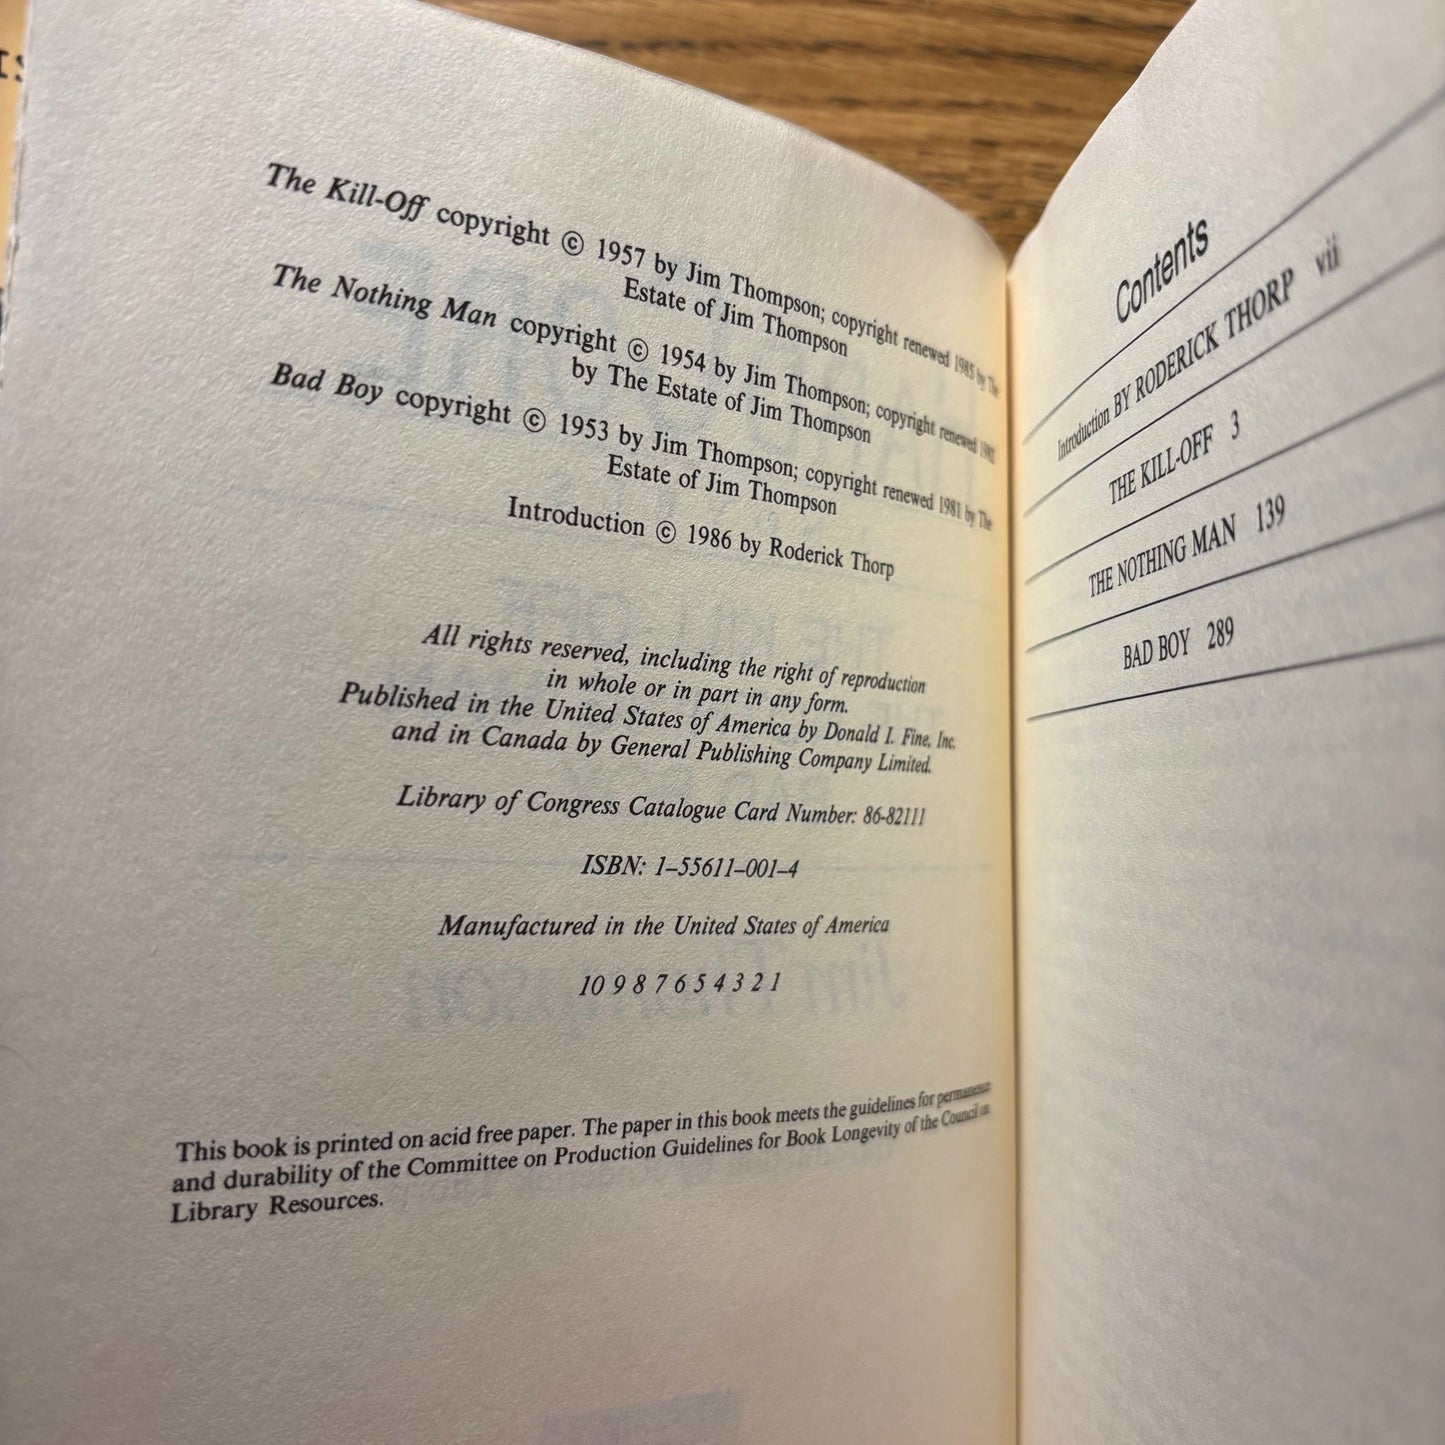 The Kill-Off copyright © 1957 by Jim Thompson; copyright renewed 1985 by The
Estate of Jim Thompson
The Nothing Man copyright © 1954 by Jim Thompson; copyright renewed
by The Estate of Jim Thompson
Bad Boy copyright © 1953 by Jim Thompson; copyright renewed 1981 by The
Estate of Jim Thompson
Introduction © 1986 by Roderick Thorp
All rights reserved, including the right of reproduction
in whole or in part in any form.
Published in the United States of America by Donald I. Fine, Inc.
and in Canada by General Publishing Company Limited.
Library of Congress Catalogue Card Number: 86-82111
ISBN: 1–55611–001–4
Manufactured in the United States of America
10 9 8 7 6 5 4 3 2 1
This book is printed on acid free paper. The paper in this book meets the guidelines for permanence
and durability of the Committee on Production Guidelines for Book Longevity of the Council on
Library Resources.
Contents
Introduction BY RODERICK THORP vii
THE KILL-OFF 3
THE NOTHING MAN 139
BAD BOY 289